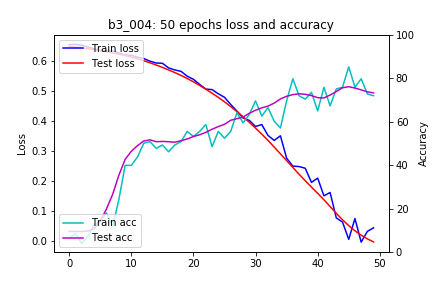 b3_004: 50 epochs loss and accuracy
Train loss
Test loss
Train acc
Test acc
Loss
Accuracy
0.6
0.5
0.4
0.3
0.2
0.1
0.0
100
80
60
40
20
0
0 10 20 30 40 50